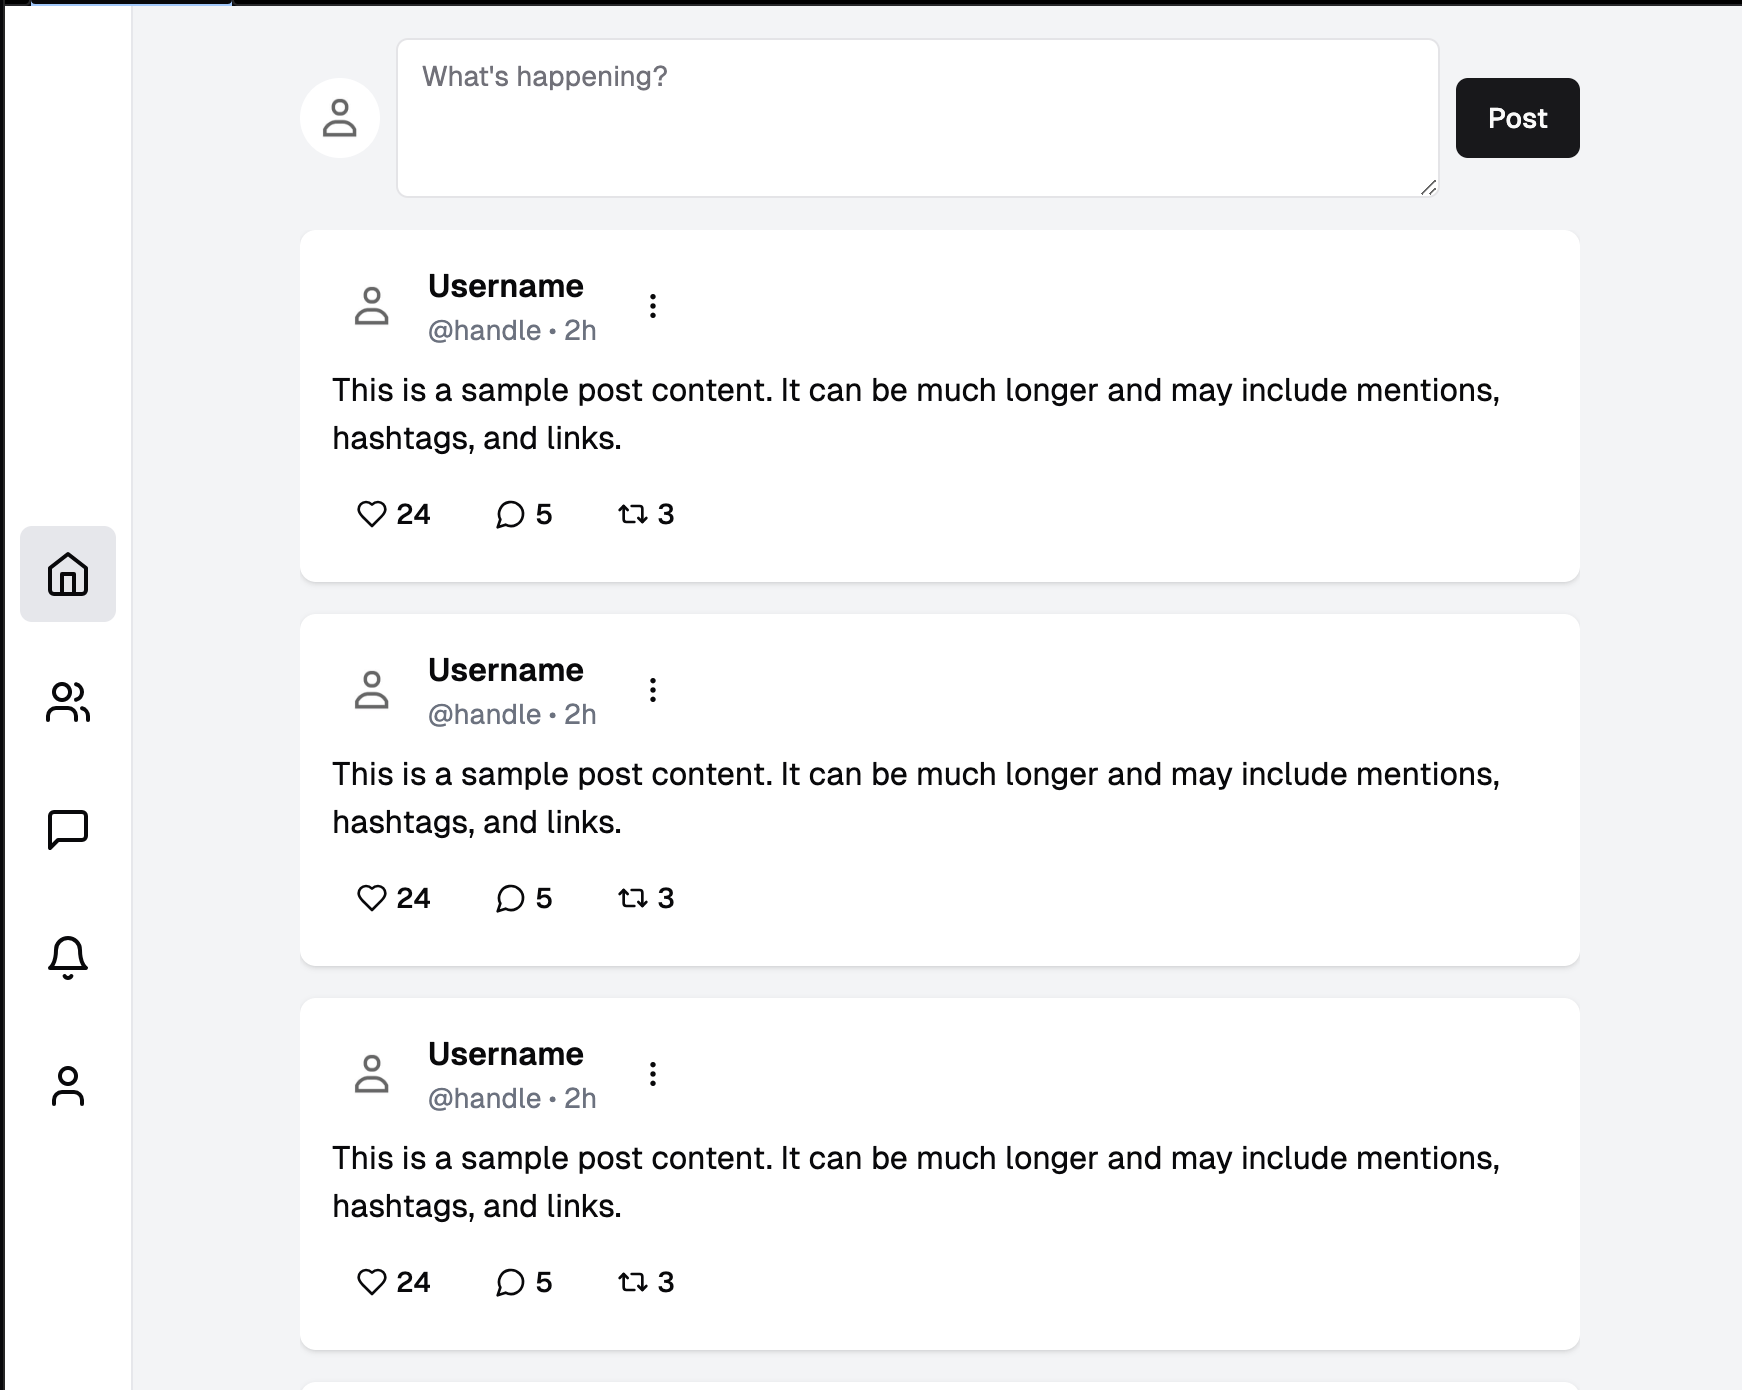 What's happening?
Post
Username
@handle • 2h
This is a sample post content. It can be much longer and may include mentions,
hashtags, and links.
24 5 3
Username
@handle • 2h
This is a sample post content. It can be much longer and may include mentions,
hashtags, and links.
24 5 3
Username
@handle • 2h
This is a sample post content. It can be much longer and may include mentions,
hashtags, and links.
24 5 3